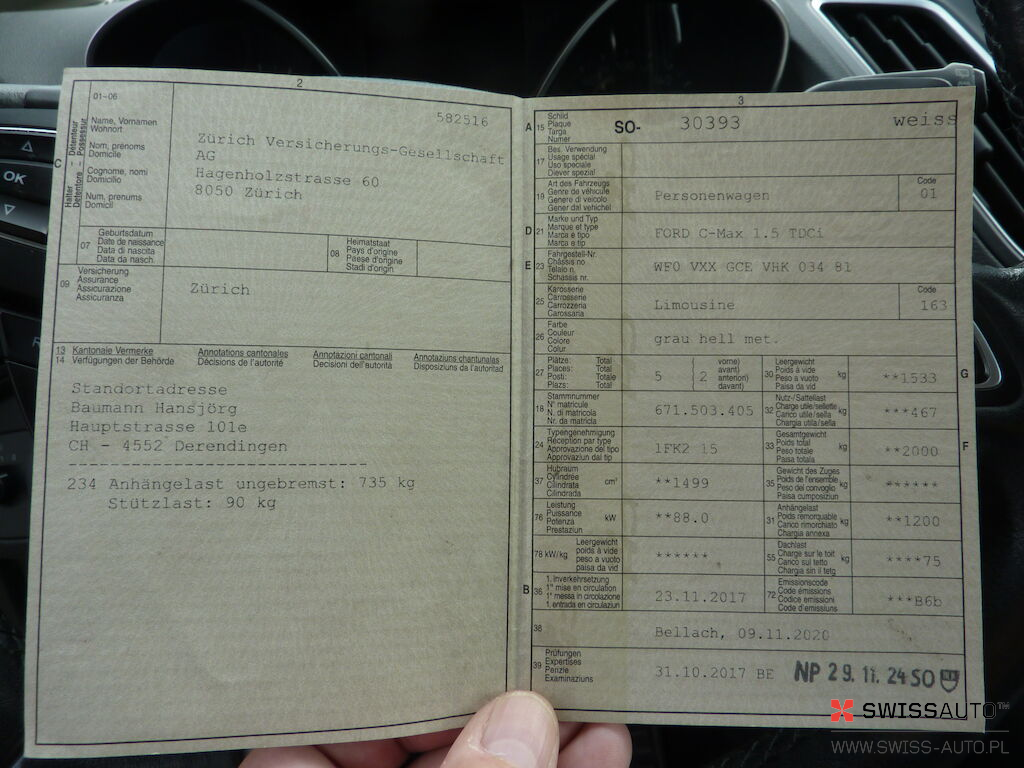 2
582516
01–06
Name, Vornamen
Wohnort
Nom, prénoms
Domicile
Cognome, nomi
Domicilio
Num, prenums
Domicil
C
Halter – Détenteur
Detentore – Possessur
Zürich Versicherungs-Gesellschaft
AG
Hagenholzstrasse 60
8050 Zürich
07
Geburtsdatum
Date de naissance
Data di nascita
Data da nasch.
08
Heimatstaat
Pays d'origine
Paese d'origine
Stadi d'origin
09
Versicherung
Assurance
Assicurazione
Assicuranza
Zürich
13
14
Kantonale Vermerke
Verfügungen der Behörde
Annotations cantonales
Décisions de l'autorité
Annotazioni cantonali
Decisioni dell'autorità
Annotaziuns chantunalas
Disposiziuns da l'autoritad
Standortadresse
Baumann Hansjörg
Hauptstrasse 101e
CH - 4552 Derendingen
------------------------------
234 Anhängelast ungebremst: 735 kg
Stützlast: 90 kg
3
A 15
Schild
Plaque
Targa
Numer
SO- 30393 weiss
17
Bes. Verwendung
Usage spécial
Uso speciale
Diever spezial
19
Art des Fahrzeugs
Genre de véhicule
Genere di veicolo
Gener dal vehichel
Personenwagen
Code
01
D 21
Marke und Typ
Marque et type
Marca e tipo
Marca e tip
FORD C-Max 1.5 TDCi
E 23
Fahrgestell-Nr.
Châssis no
Telaio n.
Schassis nr.
WF0 VXX GCE VHK 034 81
25
Karosserie
Carrosserie
Carrozzeria
Carossaria
Limousine
Code
163
26
Farbe
Couleur
Colore
Colur
grau hell met.
27
Plätze: Total
Places: Total
Posti: Totale
Plazs: Total
5 ( 2
vorne)
avant)
anteriori)
davant)
30
Leergewicht
Poids à vide
Peso a vuoto
Paisa da vid
kg
**1533
G
18
Stammnummer
N° matricule
N. di matricola
Nr. da matricla
671.503.405
32
Nutz-/Sattellast
Charge utile/sellette
Carico utile/sella
Chargia utila/sella
kg
***467
24
Typengenehmigung
Réception par type
Approvazione del tipo
Approvaziun dal tip
1FK2 15
33
Gesamtgewicht
Poids total
Peso totale
Paisa totala
kg
**2000
F
37
Hubraum
Cylindrée
Cilindrata
Cilindrada
cm³
**1499
35
Gewicht des Zuges
Poids de l'ensemble
Peso del convoglio
Paisa cumposiziun
kg
******
76
Leistung
Puissance
Potenza
Prestaziun
kW
**88.0
31
Anhängelast
Poids remorquable
Carico rimorchiato
Chargia annexa
kg
**1200
78 kW/kg
Leergewicht
poids à vide
peso a vuoto
paisa da vid
******
55
Dachlast
Charge sur le toit
Carico sul tetto
Chargia sin il tetg
kg
****75
B 36
1. Inverkehrsetzung
1re mise en circulation
1a messa in circolazione
1. entrada en circulaziun
23.11.2017
72
Emissionscode
Code émissions
Codice emissioni
Code d'emissiuns
***B6b
38
Bellach, 09.11.2020
39
Prüfungen
Expertises
Perizie
Examinaziuns
31.10.2017 BE NP 29. 11. 24 SO
SWISSAUTO™
WWW.SWISS-AUTO.PL
OK